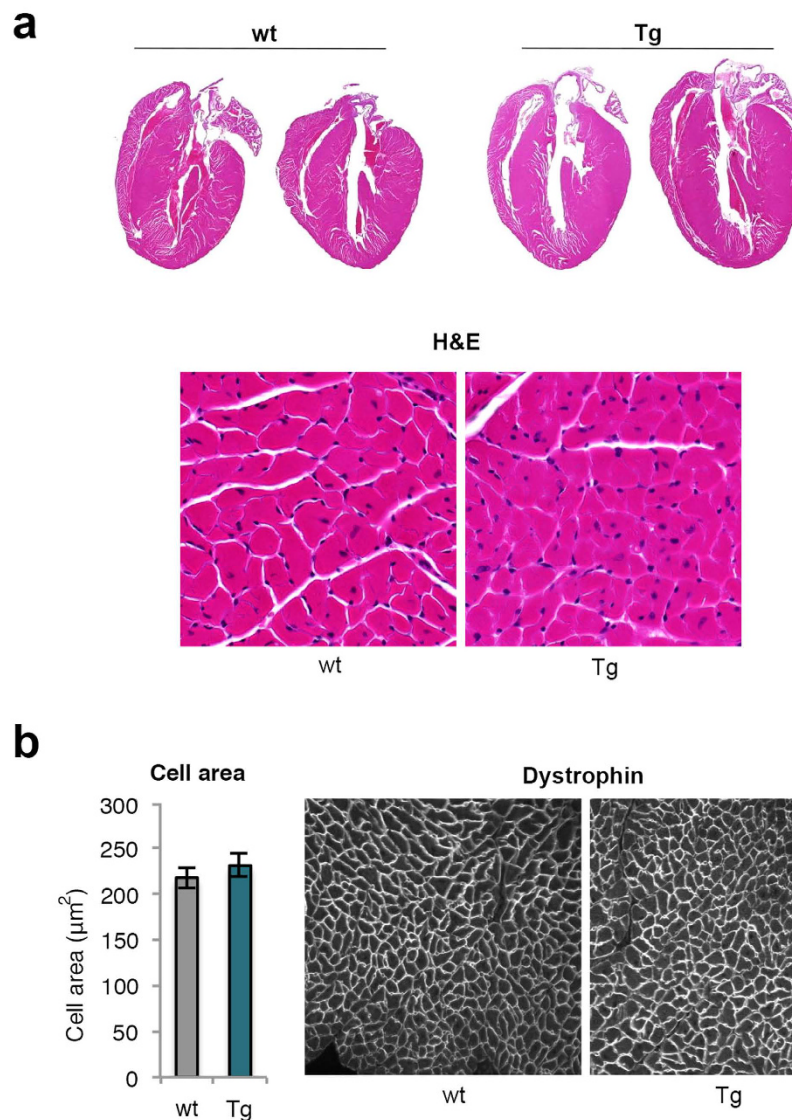 a
wt
Tg
H&E
wt
Tg
b
Cell area
Dystrophin
300
250
200
150
100
50
0
Cell area (µm²)
wt
Tg
wt
Tg